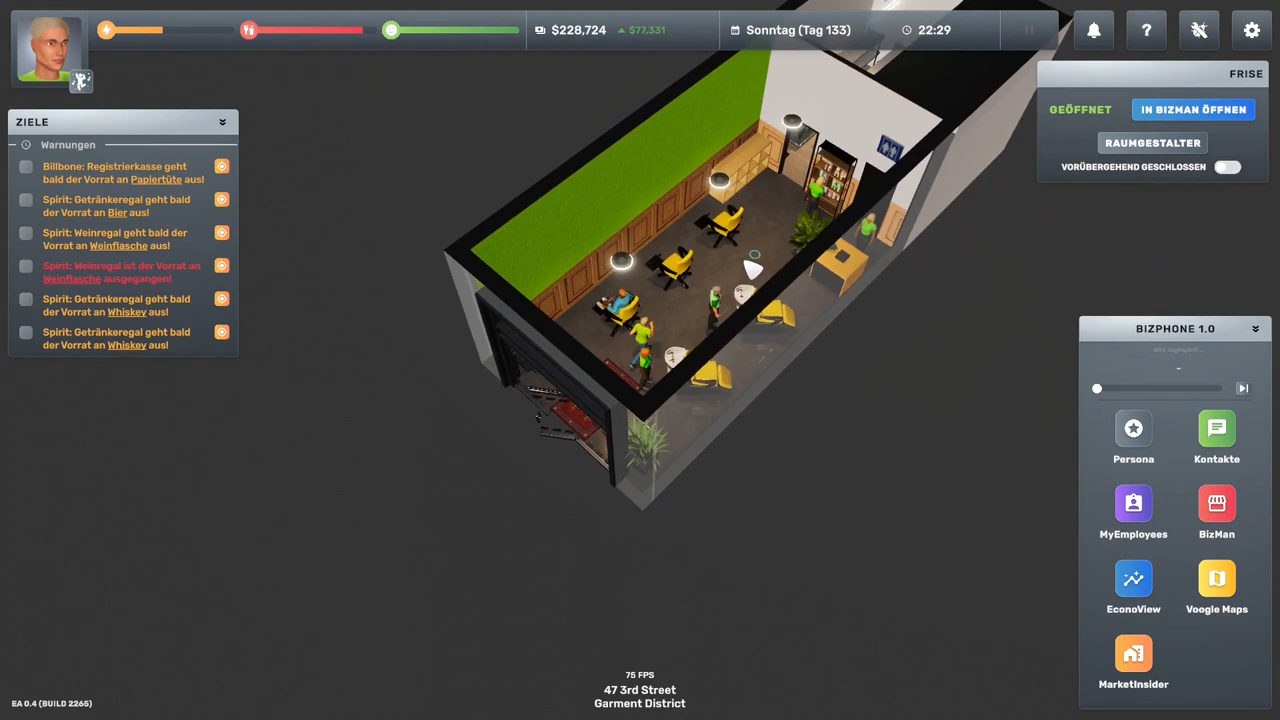 $228,724
$77,331
Sonntag (Tag 133)
22:29
?
ZIELE
Warnungen
Billbone: Registrierkasse geht
bald der Vorrat an Papiertüte aus!
Spirit: Getränkeregal geht bald
der Vorrat an Bier aus!
Spirit: Weinregal geht bald der
Vorrat an Weinflasche aus!
Spirit: Weinregal ist der Vorrat an
Weinflasche ausgegangen!
Spirit: Getränkeregal geht bald
der Vorrat an Whiskey aus!
Spirit: Getränkeregal geht bald
der Vorrat an Whiskey aus!
FRISE
GEÖFFNET
IN BIZMAN ÖFFNEN
RAUMGESTALTER
VORÜBERGEHEND GESCHLOSSEN
BIZPHONE 1.0
wird abgespielt...
-
Persona
Kontakte
MyEmployees
BizMan
EconoView
Voogle Maps
MarketInsider
75 FPS
47 3rd Street
Garment District
EA 0.4 (BUILD 2265)